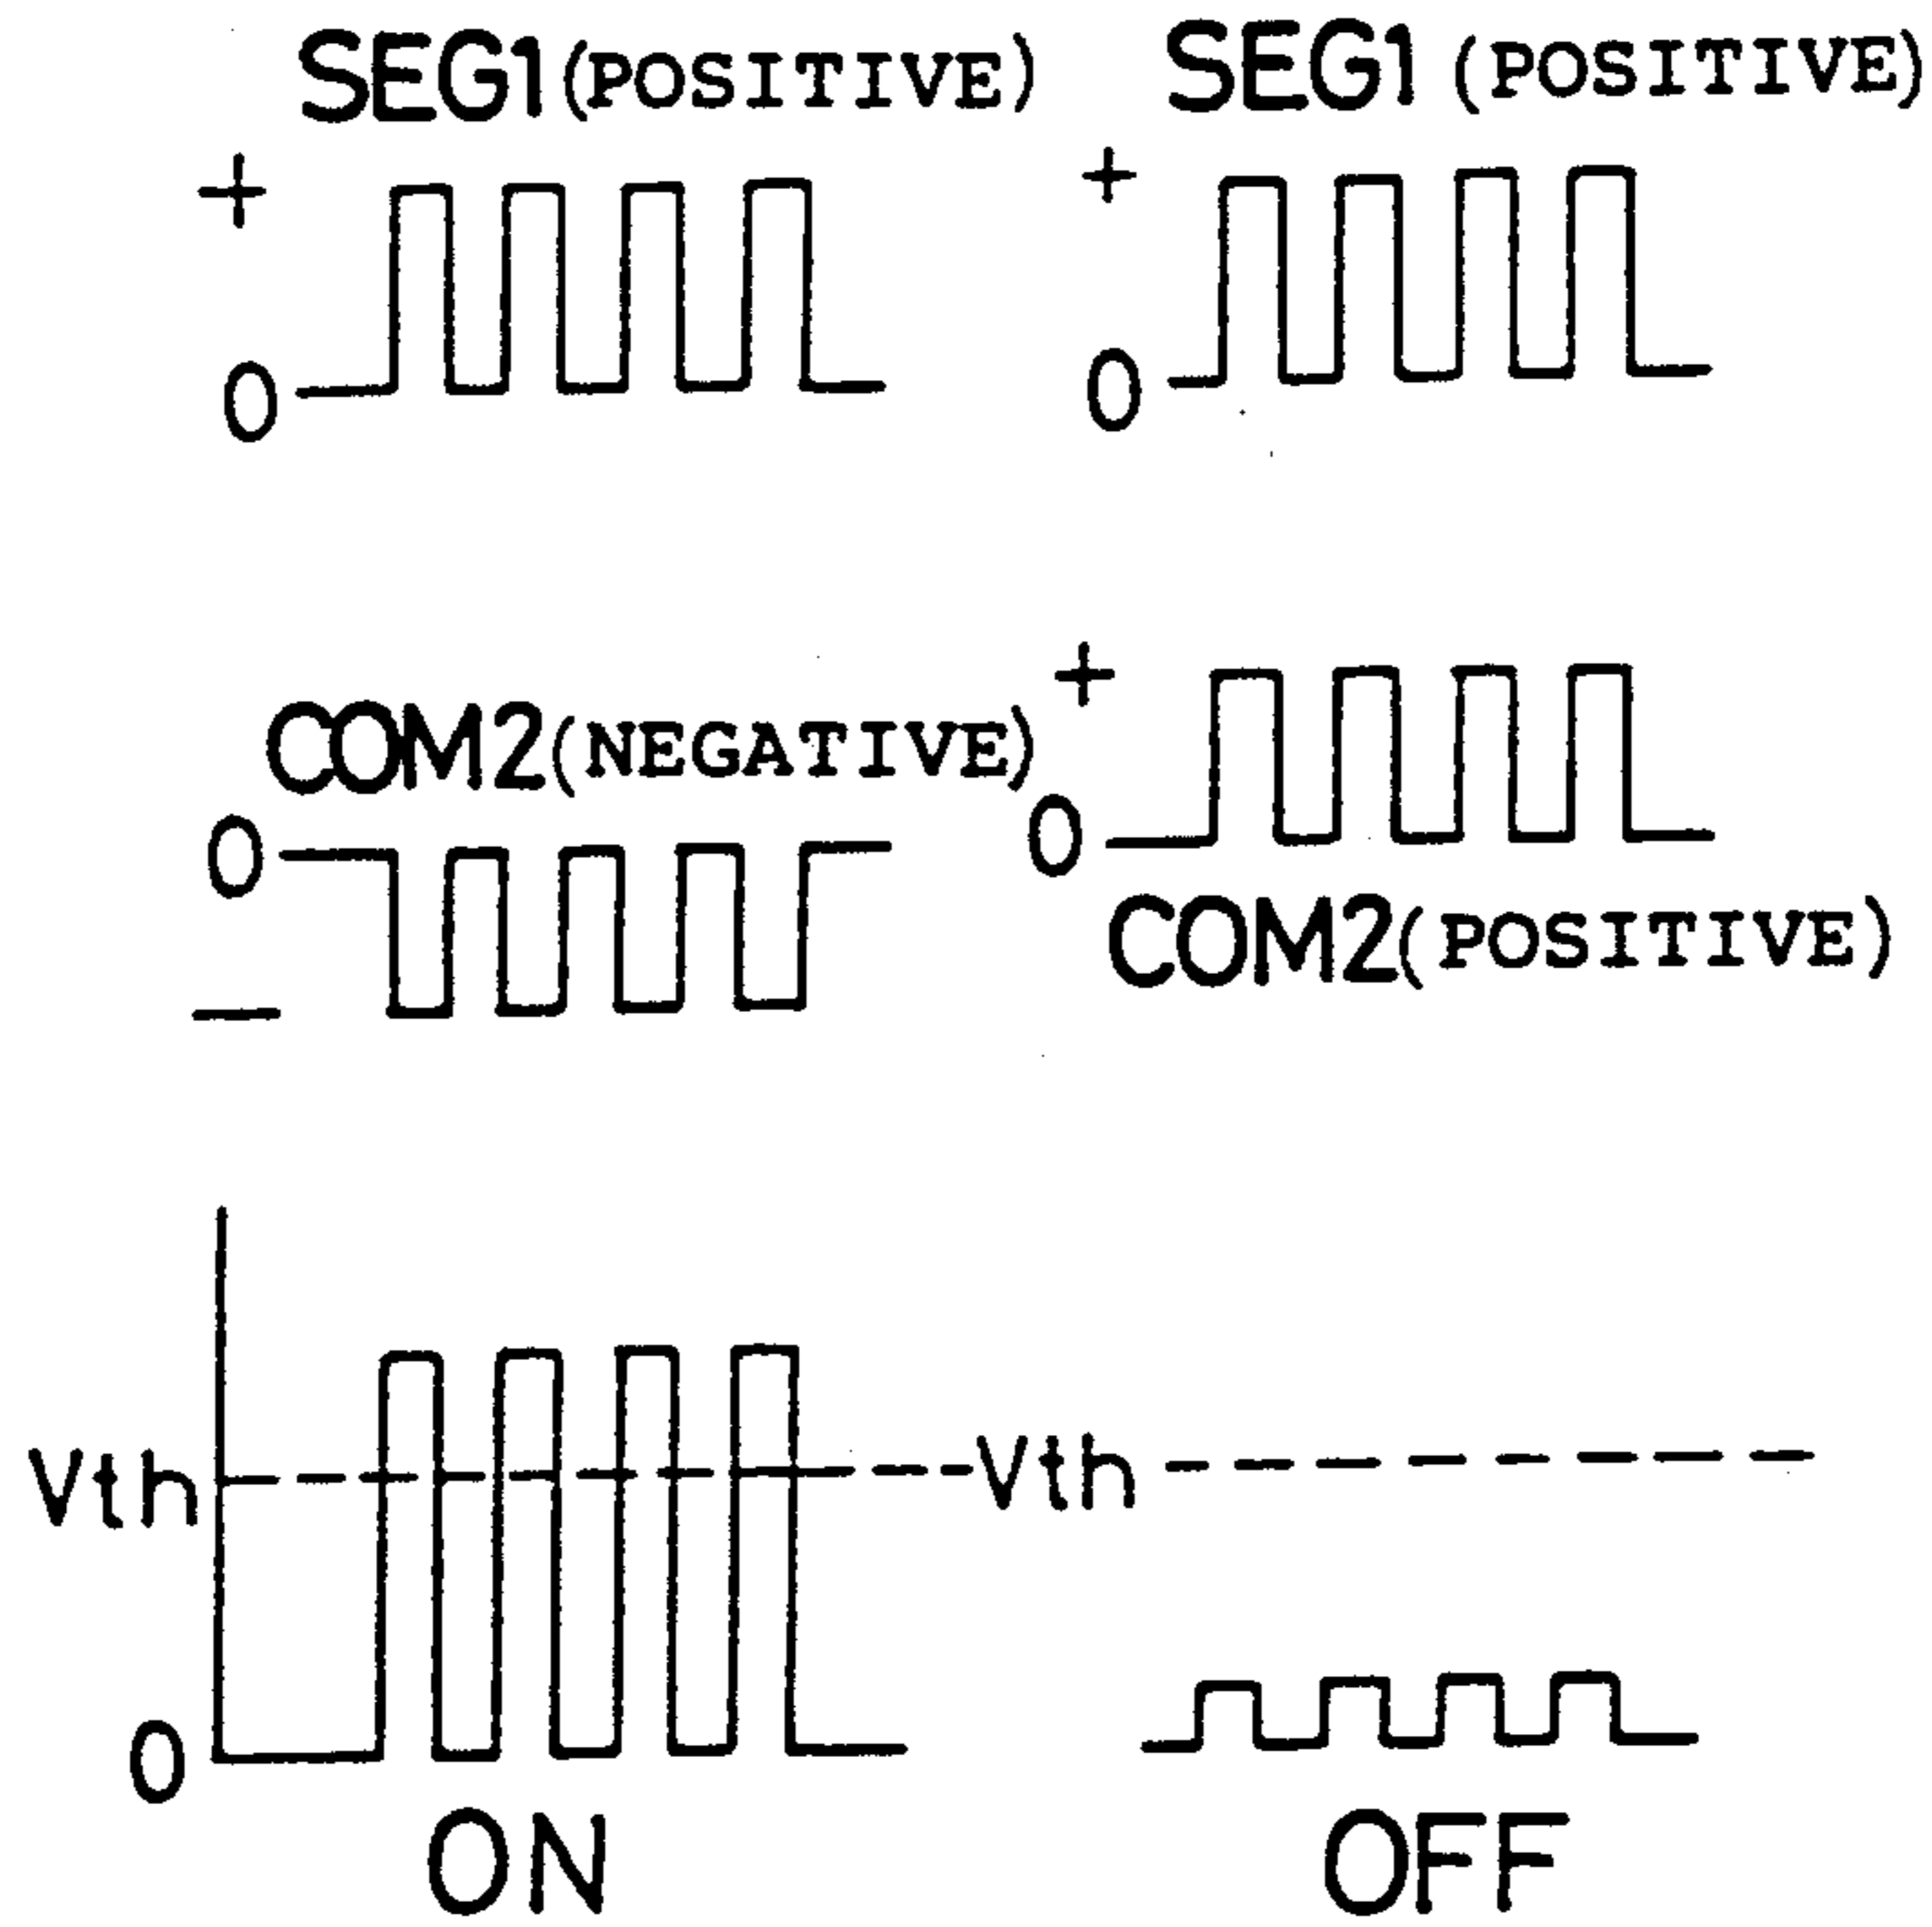 SEG1(POSITIVE) SEG1 (POSITIVE)
+ +
0 0
+
COM2(NEGATIVE)
0 0
COM2(POSITIVE)
—
Vth Vth
0
ON OFF